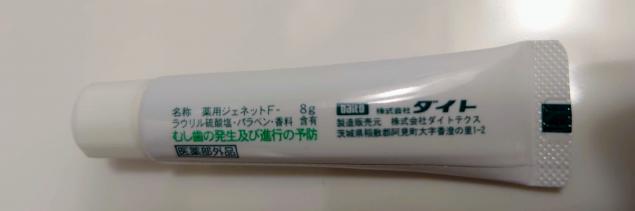 名称 薬用ジェネットF- 8g
ラウリル硫酸塩・パラベン・香料 含有
むし歯の発生及び進行の予防
医薬部外品
Daito 株式会社 ダイト
製造販売元 株式会社ダイトテクス
茨城県稲敷郡阿見町大字香澄の里1-2